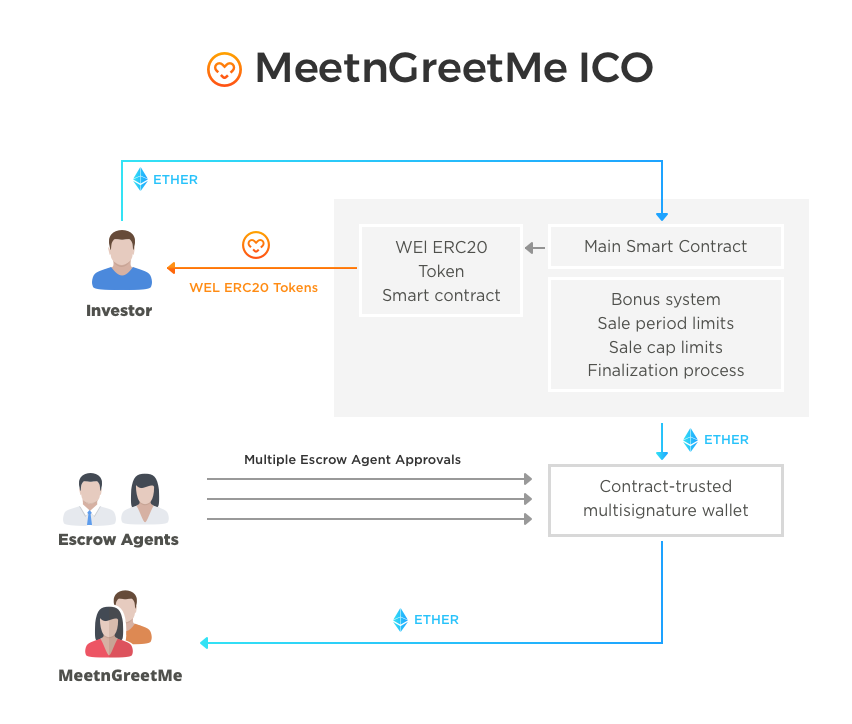 MeetnGreetMe ICO
ETHER
WEl ERC20
Token
Smart contract
Main Smart Contract
Bonus system
Sale period limits
Sale cap limits
Finalization process
WEL ERC20 Tokens
Investor
ETHER
Multiple Escrow Agent Approvals
Contract-trusted
multisignature wallet
Escrow Agents
ETHER
MeetnGreetMe